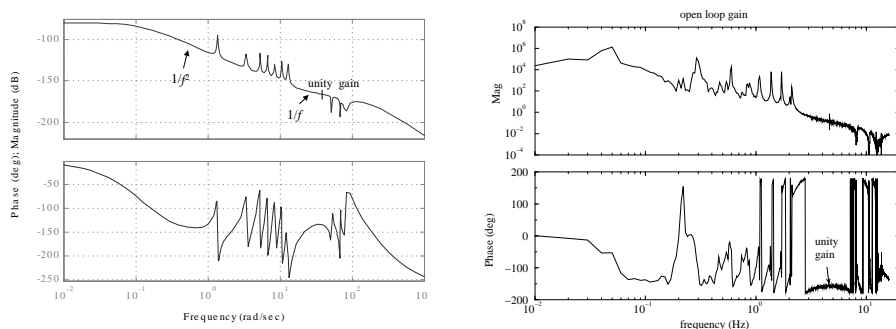 Phase (deg); Magnitude (dB)
-100
-150
-200
1/f²
unity gain
1/f
-50
-100
-150
-200
-250
10⁻² 10⁻¹ 10⁰ 10¹ 10² 10
Frequency (rad/sec)
open loop gain
Mag
10⁸
10⁶
10⁴
10²
10⁰
10⁻²
10⁻⁴
Phase (deg)
200
100
0
−100
−200
unity
gain
10⁻² 10⁻¹ 10⁰ 10¹
frequency (Hz)